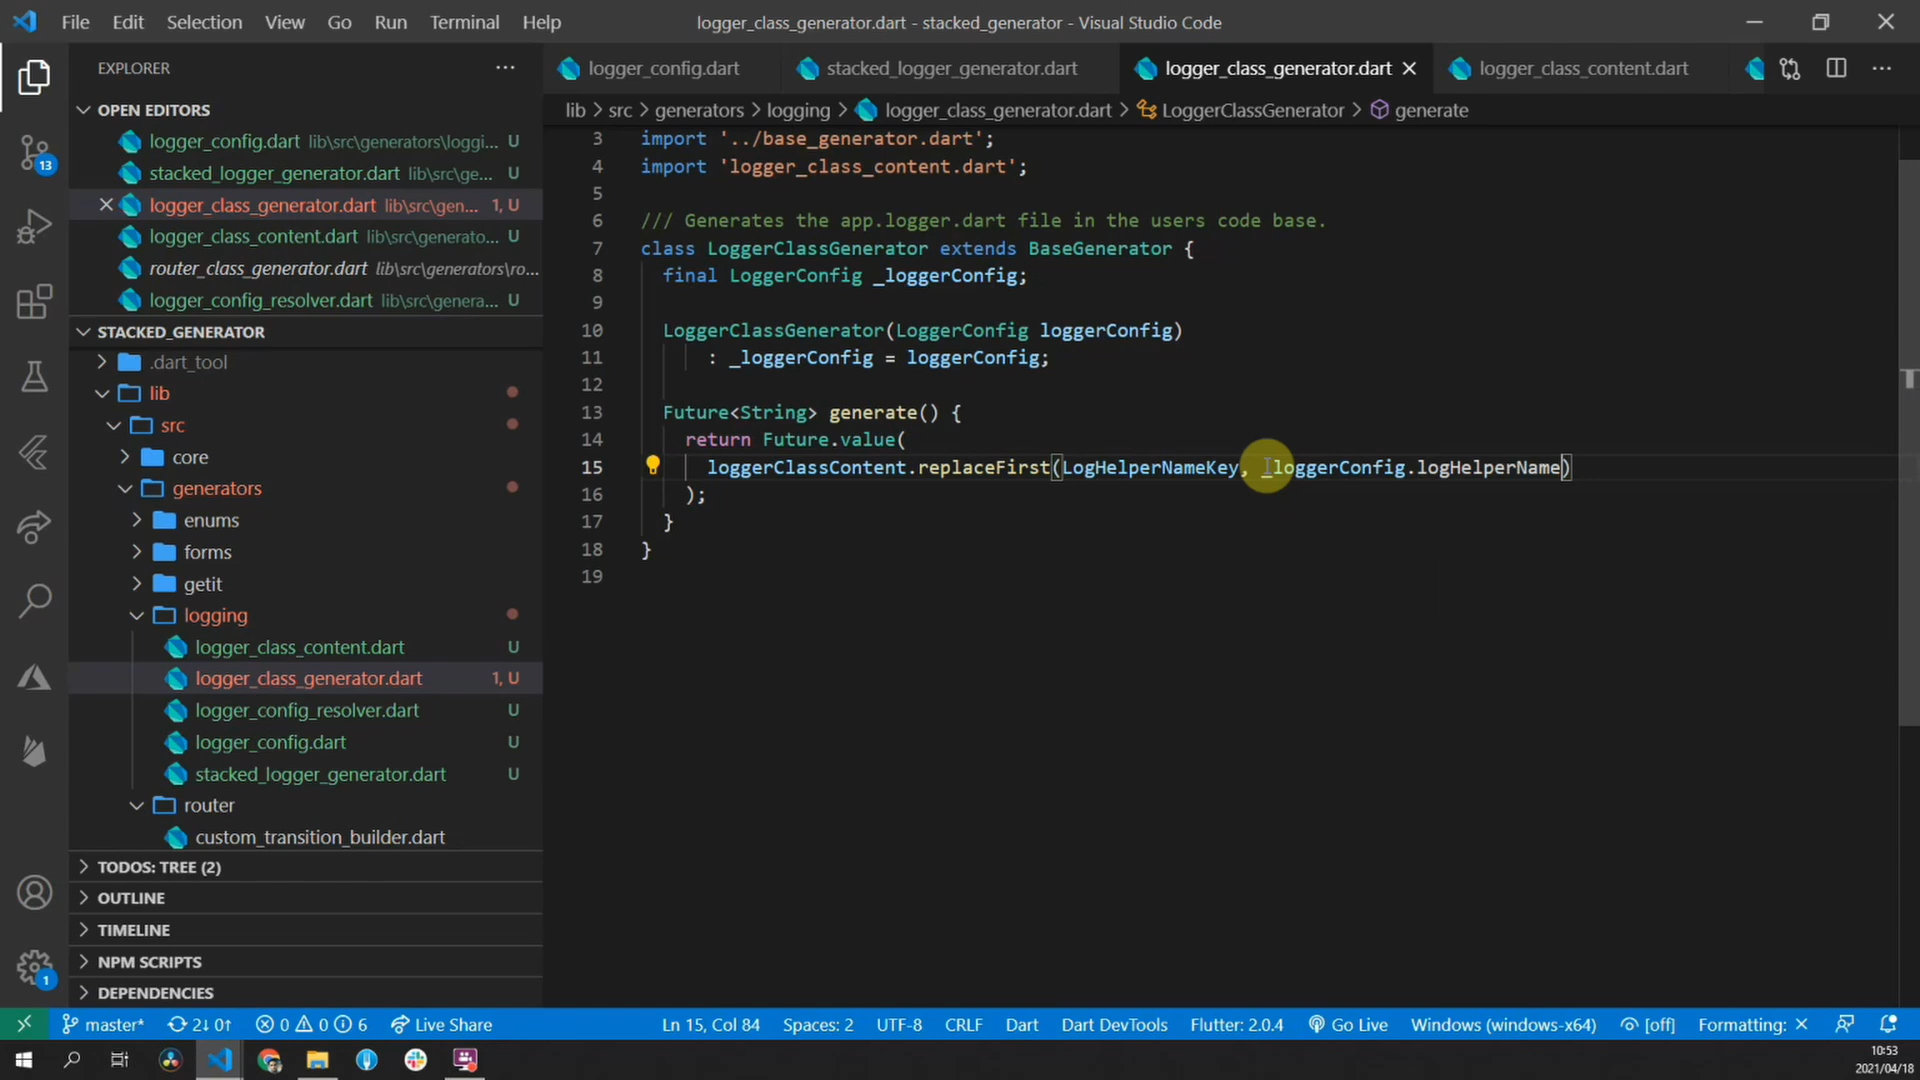 File Edit Selection View Go Run Terminal Help
logger_class_generator.dart - stacked_generator - Visual Studio Code
EXPLORER
OPEN EDITORS
logger_config.dart lib\src\generators\loggi... U
stacked_logger_generator.dart lib\src\ge... U
logger_class_generator.dart lib\src\gen... 1, U
logger_class_content.dart lib\src\generato... U
router_class_generator.dart lib\src\generators\ro...
logger_config_resolver.dart lib\src\genera... U
STACKED_GENERATOR
.dart_tool
lib
src
core
generators
enums
forms
getit
logging
logger_class_content.dart U
logger_class_generator.dart 1, U
logger_config_resolver.dart U
logger_config.dart U
stacked_logger_generator.dart U
router
custom_transition_builder.dart
TODOS: TREE (2)
OUTLINE
TIMELINE
NPM SCRIPTS
DEPENDENCIES
13
1
logger_config.dart stacked_logger_generator.dart logger_class_generator.dart logger_class_content.dart
lib > src > generators > logging > logger_class_generator.dart > LoggerClassGenerator > generate
3 import '../base_generator.dart';
4 import 'logger_class_content.dart';
5
6 /// Generates the app.logger.dart file in the users code base.
7 class LoggerClassGenerator extends BaseGenerator {
8 final LoggerConfig _loggerConfig;
9
10 LoggerClassGenerator(LoggerConfig loggerConfig)
11 : _loggerConfig = loggerConfig;
12
13 Future<String> generate() {
14 return Future.value(
15 loggerClassContent.replaceFirst(LogHelperNameKey, _loggerConfig.logHelperName)
16 );
17 }
18 }
19
master* 2↓ 0↑ 0 0 6 Live Share Ln 15, Col 84 Spaces: 2 UTF-8 CRLF Dart Dart DevTools Flutter: 2.0.4 Go Live Windows (windows-x64) [off] Formatting: ×
10:53
2021/04/18